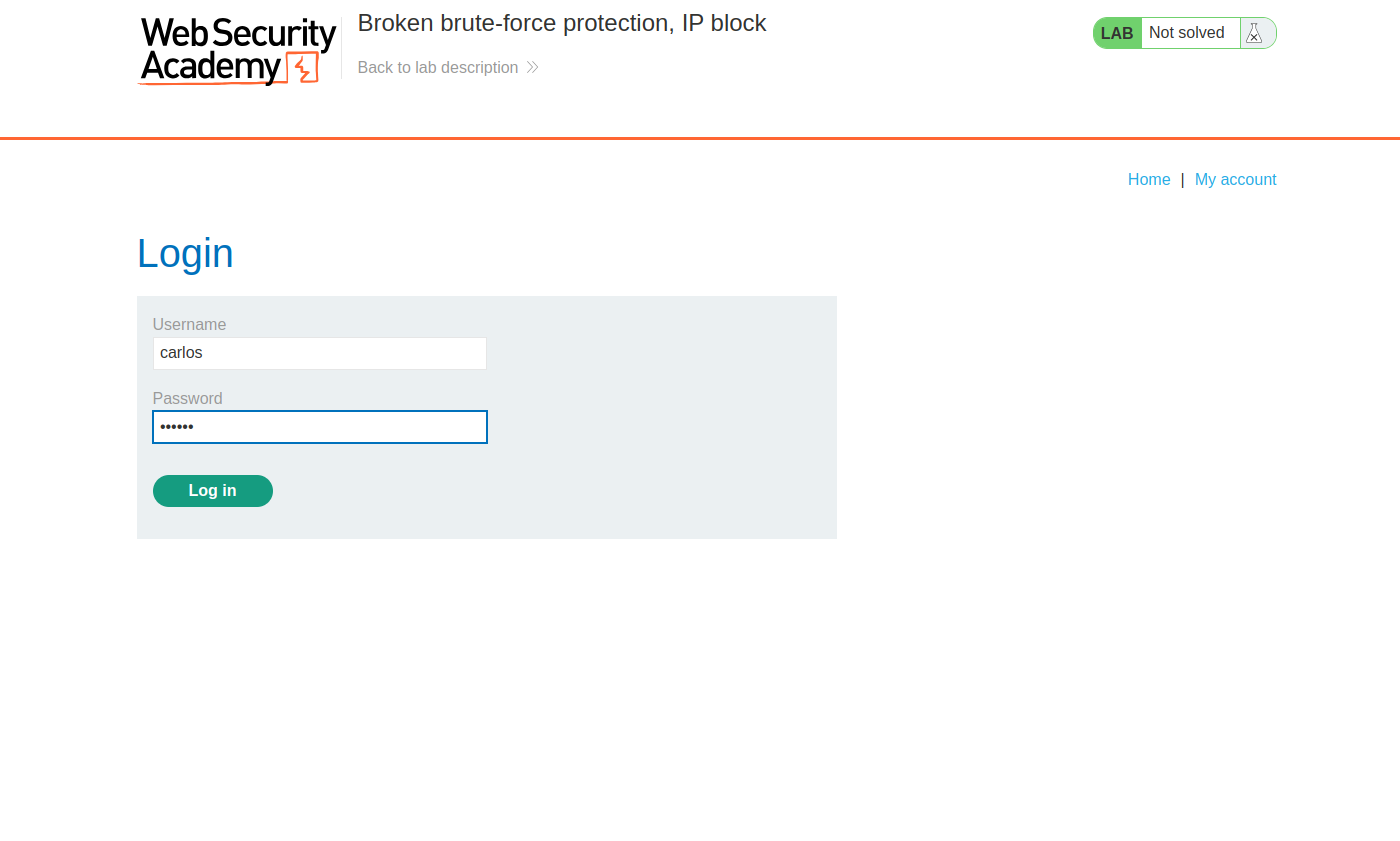 Web Security
Academy
Broken brute-force protection, IP block
Back to lab description
LAB
Not solved
Home | My account
Login
Username
carlos
Password
••••••
Log in